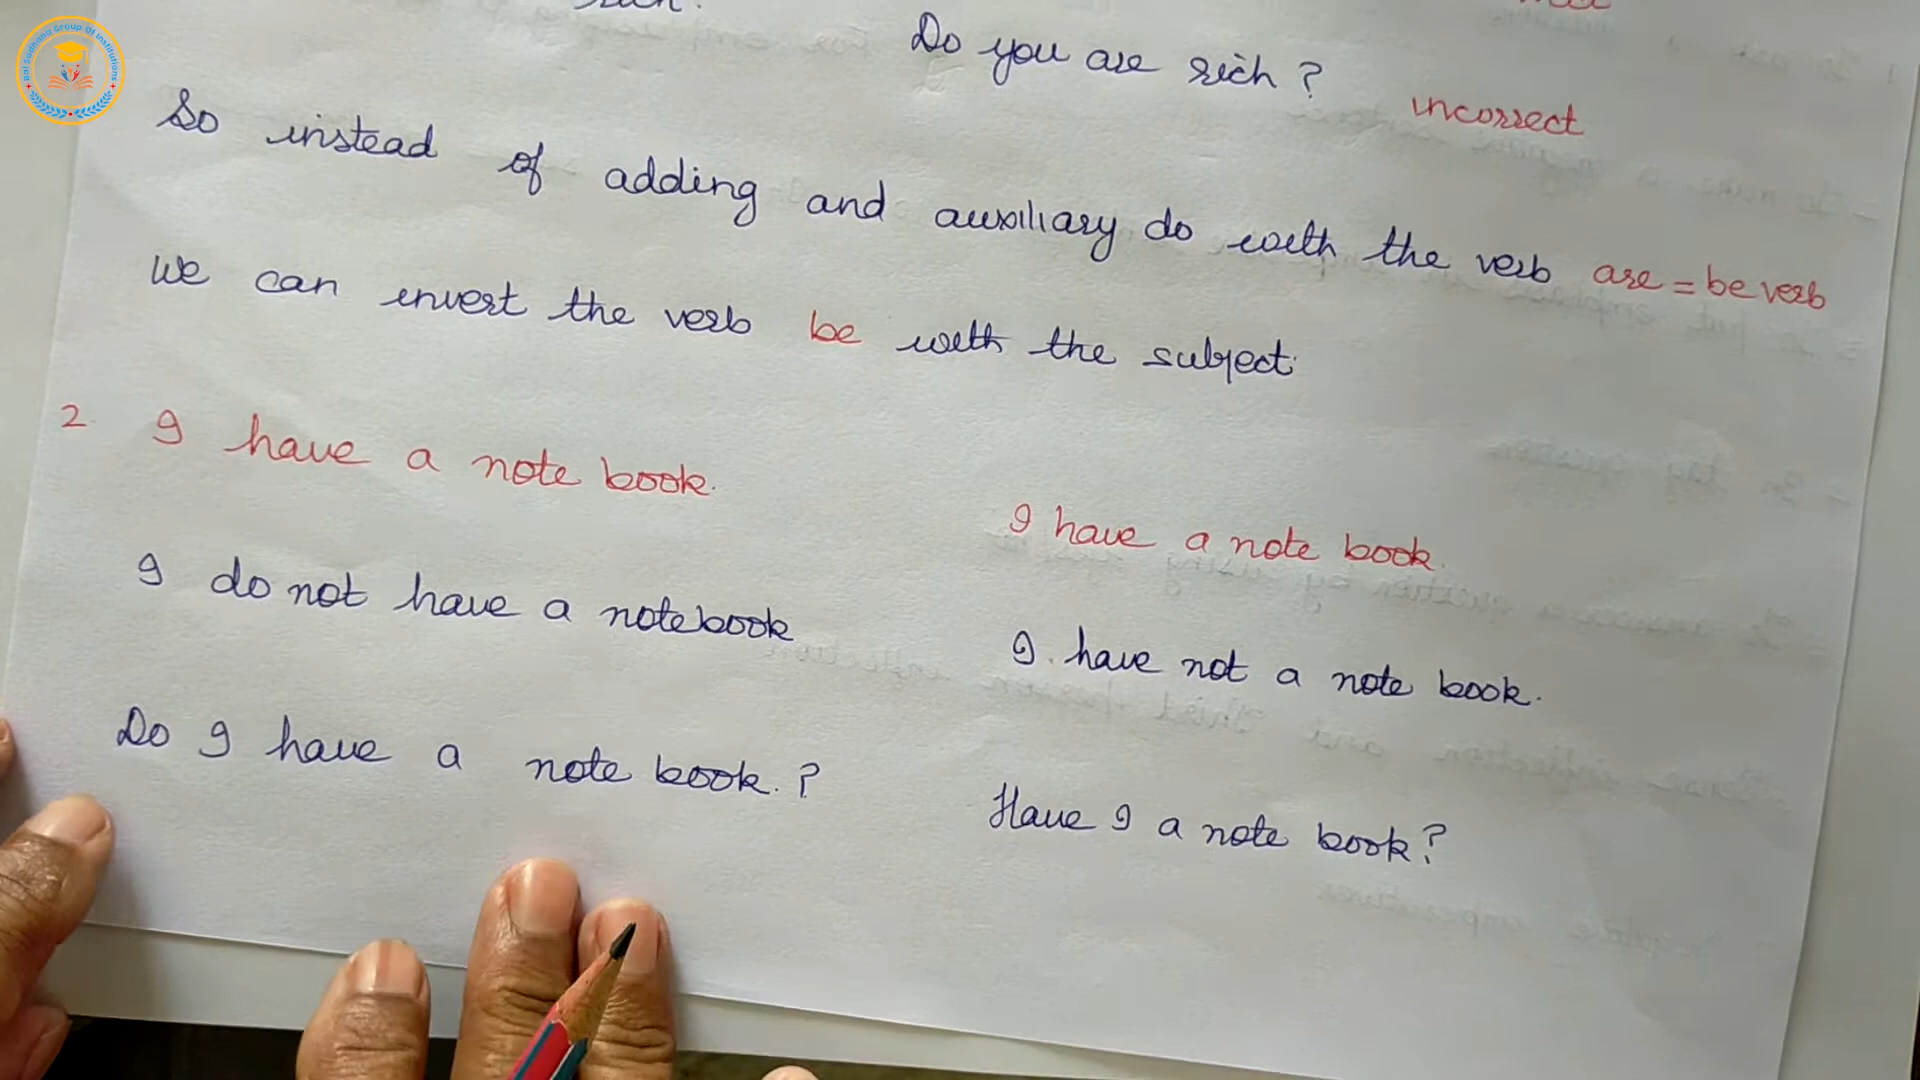 Do you are rich?
incorrect
So instead of adding and auxiliary do with the verb are = be verb
we can invert the verb be with the subject.
2. I have a note book.
I have a note book.
I do not have a notebook
I. have not a note book.
Do I have a note book.?
Have I a note book?